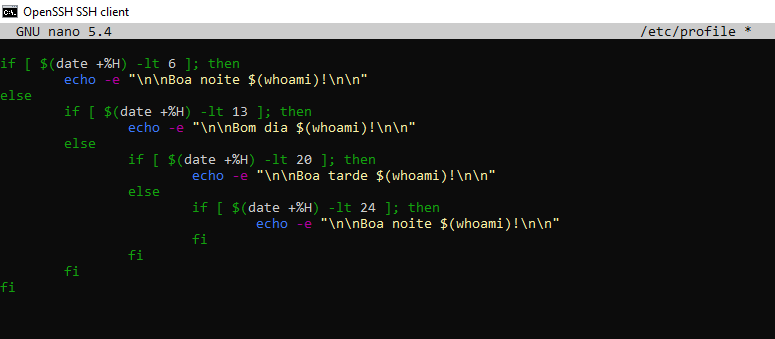 OpenSSH SSH client
GNU nano 5.4 /etc/profile *
if [ $(date +%H) -lt 6 ]; then
echo -e "\n\nBoa noite $(whoami)!\n\n"
else
if [ $(date +%H) -lt 13 ]; then
echo -e "\n\nBom dia $(whoami)!\n\n"
else
if [ $(date +%H) -lt 20 ]; then
echo -e "\n\nBoa tarde $(whoami)!\n\n"
else
if [ $(date +%H) -lt 24 ]; then
echo -e "\n\nBoa noite $(whoami)!\n\n"
fi
fi
fi
fi